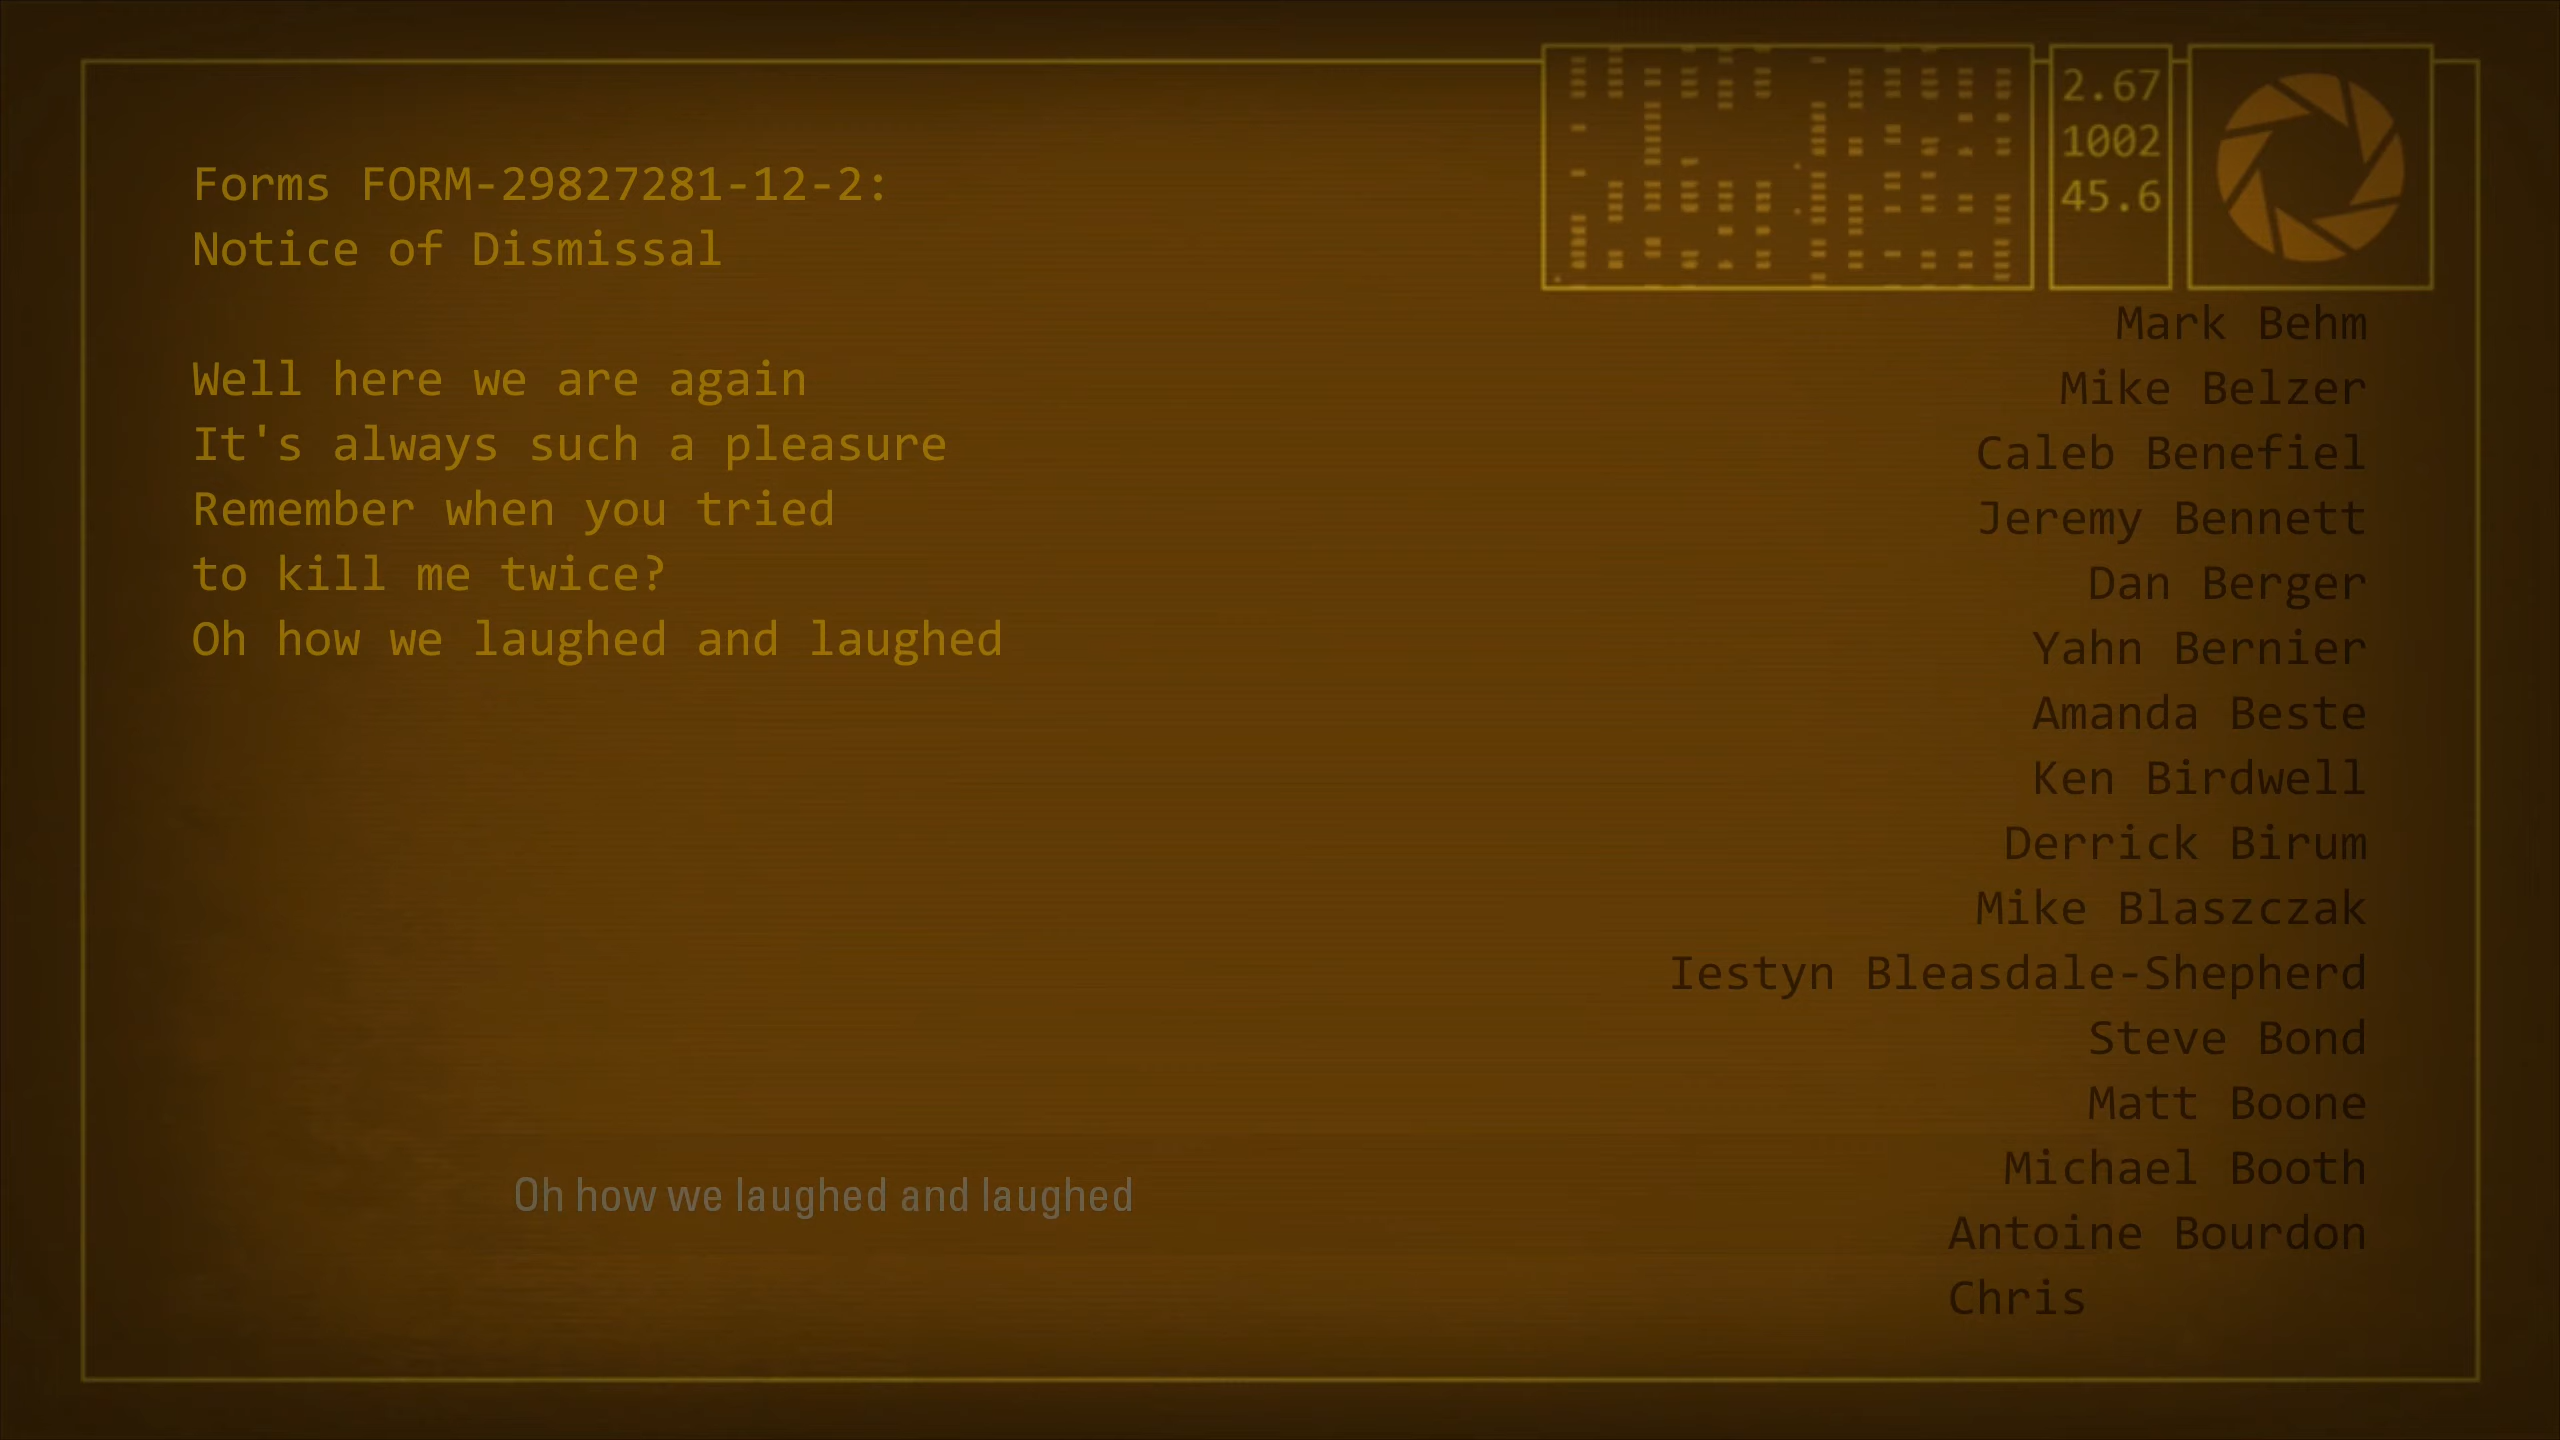 Forms FORM-29827281-12-2:
Notice of Dismissal
Well here we are again
It's always such a pleasure
Remember when you tried
to kill me twice?
Oh how we laughed and laughed
2.67
1002
45.6
Mark Behm
Mike Belzer
Caleb Benefiel
Jeremy Bennett
Dan Berger
Yahn Bernier
Amanda Beste
Ken Birdwell
Derrick Birum
Mike Blaszczak
Iestyn Bleasdale-Shepherd
Steve Bond
Matt Boone
Michael Booth
Antoine Bourdon
Chris
Oh how we laughed and laughed